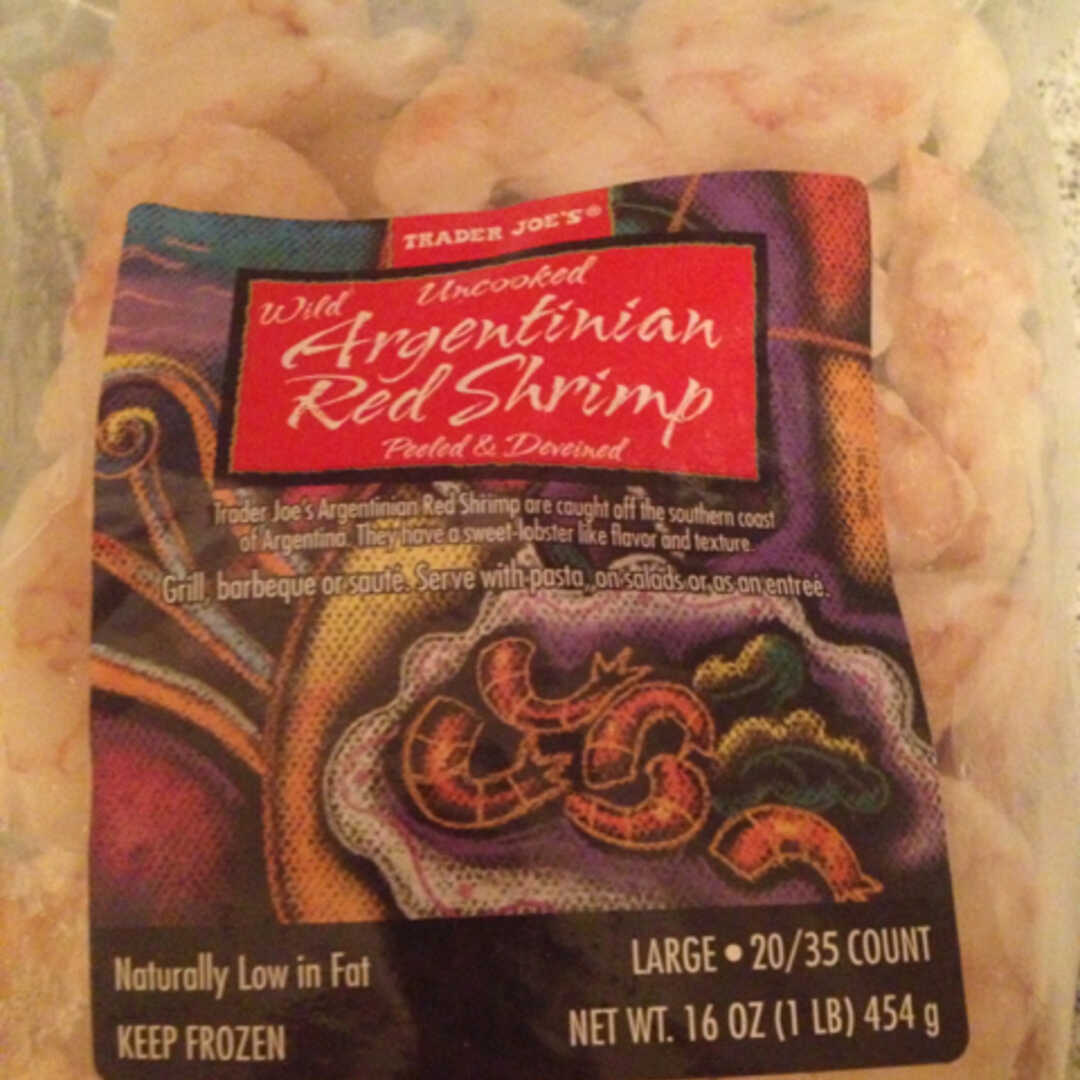 TRADER JOE'S®
Wild Uncooked
Argentinian
Red Shrimp
Peeled & Deveined
Trader Joe's Argentinian Red Shrimp are caught off the southern coast
of Argentina. They have a sweet-lobster like flavor and texture.
Grill, barbeque or sauté. Serve with pasta, on salads or as an entreé.
Naturally Low in Fat
KEEP FROZEN
LARGE • 20/35 COUNT
NET WT. 16 OZ (1 LB) 454 g